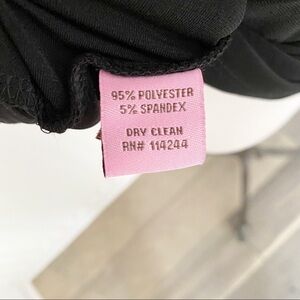 95% POLYESTER
5% SPANDEX
DRY CLEAN
RN# 114244